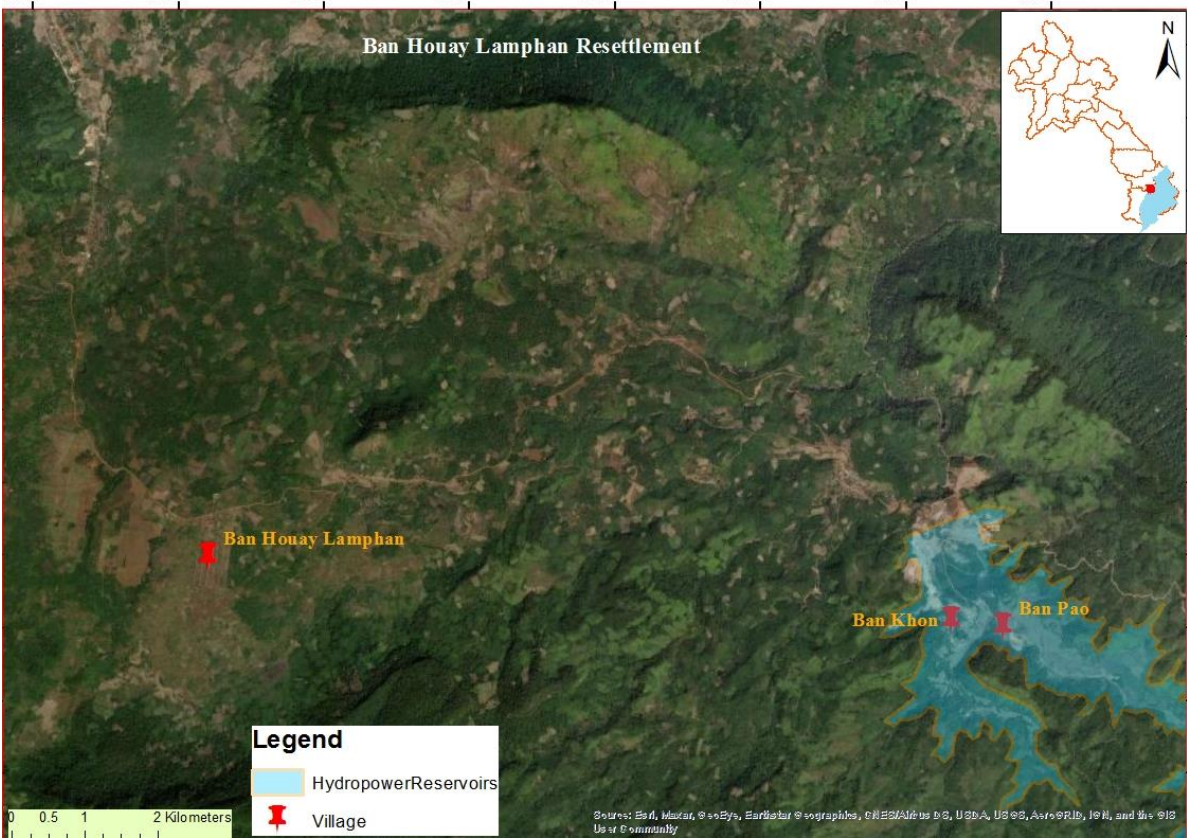 Ban Houay Lamphan Resettlement
N
Ban Houay Lamphan
Ban Khon
Ban Pao
Legend
HydropowerReservoirs
Village
0 0.5 1 2 Kilometers
Source: Esri, Maxar, GeoEye, Earthstar Geographics, CNES/Airbus DS, USDA, USGS, AeroGRID, IGN, and the GIS
User Community